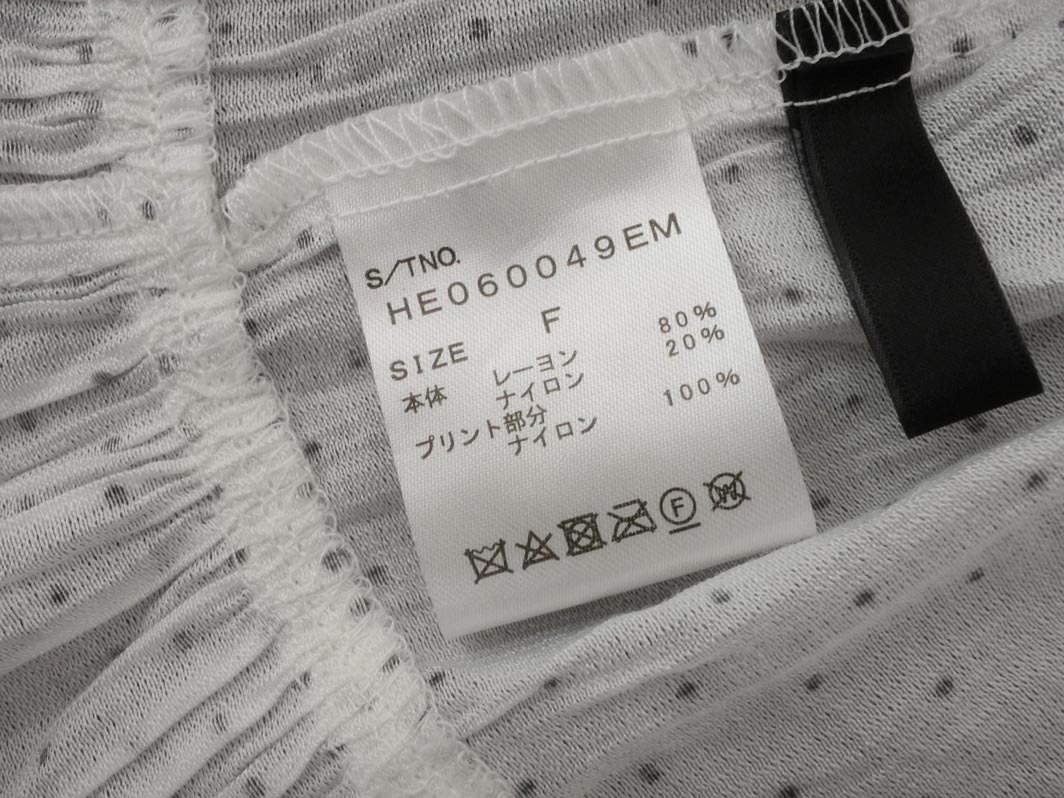 S/TNO.
HE060049EM
SIZE F
本体 レーヨン 80%
ナイロン 20%
プリント部分
ナイロン 100%
F W